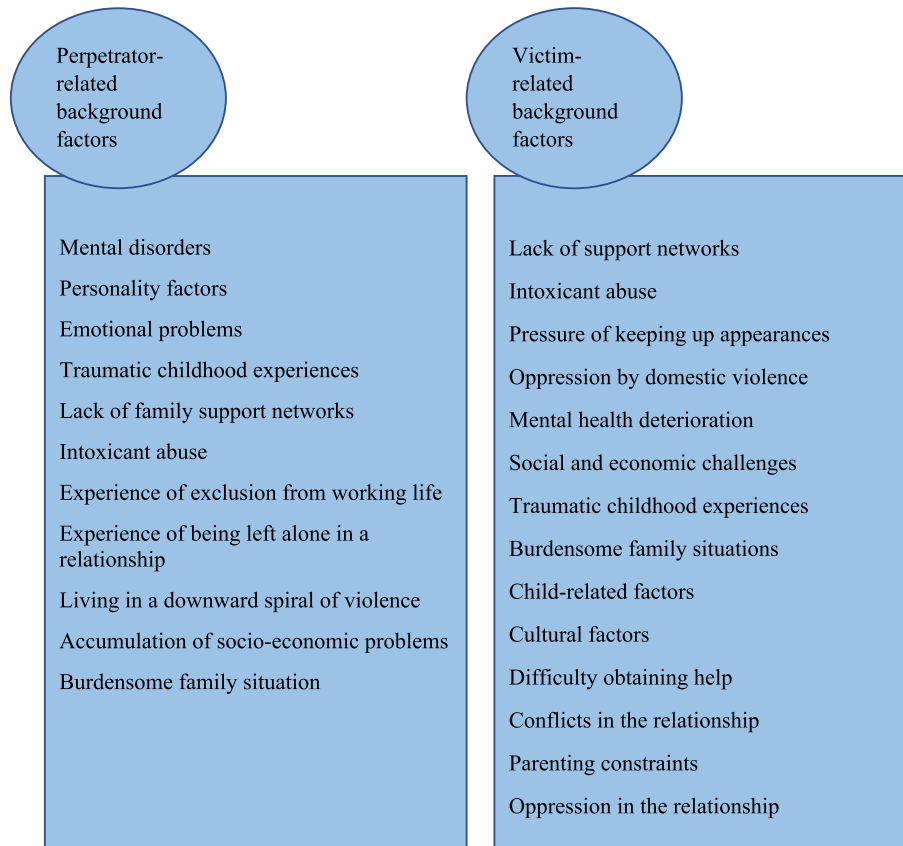 Perpetrator-
related
background
factors
Mental disorders
Personality factors
Emotional problems
Traumatic childhood experiences
Lack of family support networks
Intoxicant abuse
Experience of exclusion from working life
Experience of being left alone in a
relationship
Living in a downward spiral of violence
Accumulation of socio-economic problems
Burdensome family situation
Victim-
related
background
factors
Lack of support networks
Intoxicant abuse
Pressure of keeping up appearances
Oppression by domestic violence
Mental health deterioration
Social and economic challenges
Traumatic childhood experiences
Burdensome family situations
Child-related factors
Cultural factors
Difficulty obtaining help
Conflicts in the relationship
Parenting constraints
Oppression in the relationship